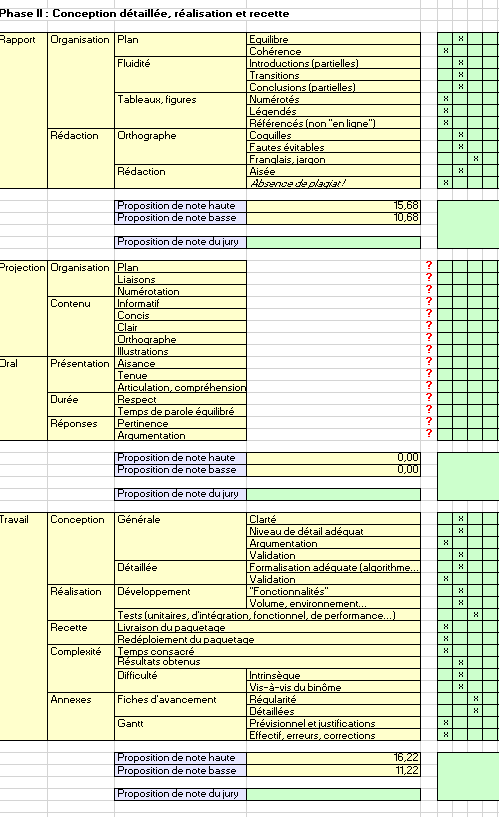 Phase II : Conception détaillée, réalisation et recette
Rapport Organisation Plan Equilibre x
Cohérence x
Fluidité Introductions (partielles) x
Transitions x
Conclusions (partielles) x
Tableaux, figures Numérotés x
Légendés x
Référencés (non "en ligne") x
Rédaction Orthographe Coquilles x
Fautes évitables x
Franglais, jargon x
Rédaction Aisée x
Absence de plagiat ! x
Proposition de note haute 15,68
Proposition de note basse 10,68
Proposition de note du jury
Projection Organisation Plan ?
Liaisons ?
Numérotation ?
Contenu Informatif ?
Concis ?
Clair ?
Orthographe ?
Illustrations ?
Oral Présentation Aisance ?
Tenue ?
Articulation, compréhension ?
Durée Respect ?
Temps de parole équilibré ?
Réponses Pertinence ?
Argumentation ?
Proposition de note haute 0,00
Proposition de note basse 0,00
Proposition de note du jury
Travail Conception Générale Clarté x
Niveau de détail adéquat x
Argumentation x
Validation x
Détaillée Formalisation adéquate (algorithme... x
Validation x
Réalisation Développement "Fonctionnalités" x
Volume, environnement... x
Tests (unitaires, d'intégration, fonctionnel, de performance...) x
Recette Livraison du paquetage x
Redéploiement du paquetage x
Complexité Temps consacré x
Résultats obtenus x
Difficulté Intrinsèque x
Vis-à-vis du binôme x
Annexes Fiches d'avancement Régularité x
Détaillées x
Gantt Prévisionnel et justifications x
Effectif, erreurs, corrections x
Proposition de note haute 16,22
Proposition de note basse 11,22
Proposition de note du jury